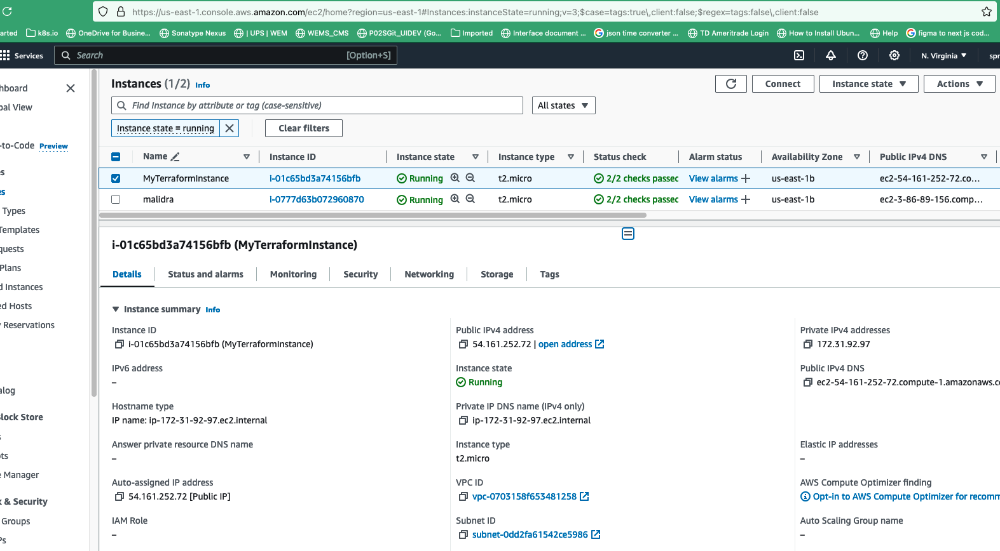 https://us-east-1.console.aws.amazon.com/ec2/home?region=us-east-1#Instances:instanceState=running;v=3;$case=tags:true\,client:false;$regex=tags:false\,client:false
arted k8s.io OneDrive for Busine... Sonatype Nexus | UPS | WEM WEMS_CMS P02SGit_UIDEV (Go... Imported Interface document ... json time converter ... TD Ameritrade Login How to Install Ubun... Help figma to next js cod...
Services Search [Option+S] N. Virginia spr
hboard
bal View
-to-Code Preview
es
es
Types
Templates
quests
Plans
d Instances
ed Hosts
y Reservations
alog
Block Store
s
ots
e Manager
k & Security
Groups
Ps
Instances (1/2) Info
Connect Instance state Actions
Find Instance by attribute or tag (case-sensitive) All states
Instance state = running Clear filters
Name Instance ID Instance state Instance type Status check Alarm status Availability Zone Public IPv4 DNS
MyTerraformInstance i-01c65bd3a74156bfb Running t2.micro 2/2 checks passec View alarms + us-east-1b ec2-54-161-252-72.co...
malidra i-0777d63b072960870 Running t2.micro 2/2 checks passec View alarms + us-east-1b ec2-3-86-89-156.comp...
i-01c65bd3a74156bfb (MyTerraformInstance)
Details Status and alarms Monitoring Security Networking Storage Tags
Instance summary Info
Instance ID
i-01c65bd3a74156bfb (MyTerraformInstance)
IPv6 address
–
Hostname type
IP name: ip-172-31-92-97.ec2.internal
Answer private resource DNS name
–
Auto-assigned IP address
54.161.252.72 [Public IP]
IAM Role
–
Public IPv4 address
54.161.252.72 | open address
Instance state
Running
Private IP DNS name (IPv4 only)
ip-172-31-92-97.ec2.internal
Instance type
t2.micro
VPC ID
vpc-0703158f653481258
Subnet ID
subnet-0dd2fa61542ce5986
Private IPv4 addresses
172.31.92.97
Public IPv4 DNS
ec2-54-161-252-72.compute-1.amazonaws.co
Elastic IP addresses
–
AWS Compute Optimizer finding
Opt-in to AWS Compute Optimizer for recomm
Auto Scaling Group name
–